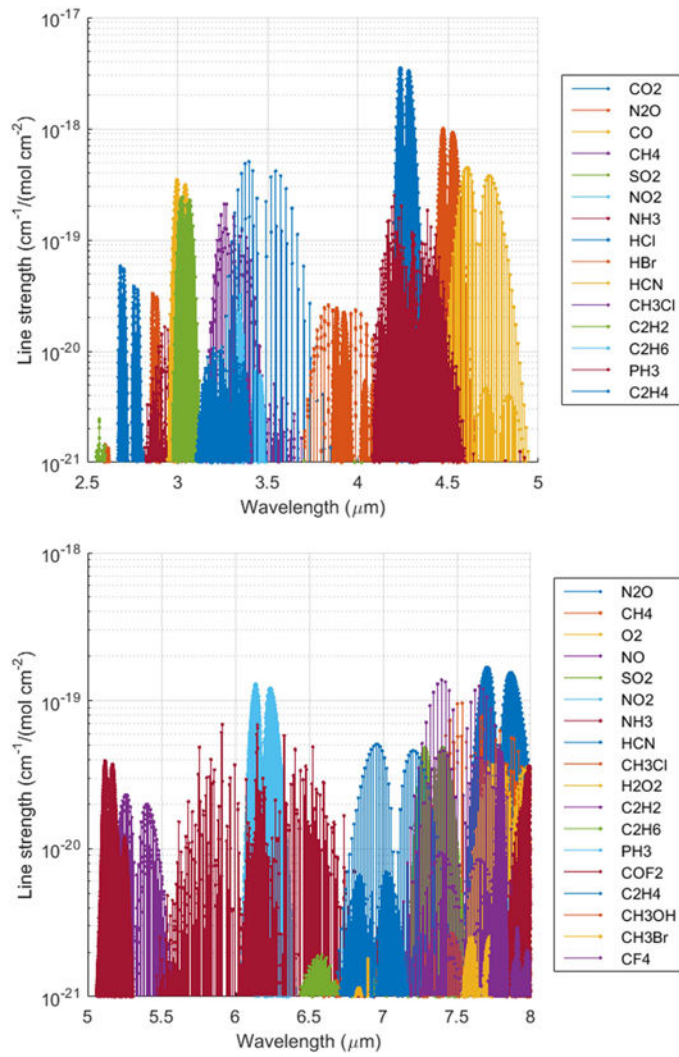 10^-17
10^-18
10^-19
10^-20
10^-21
Line strength (cm^-1/(mol cm^-2)
2.5 3 3.5 4 4.5 5
Wavelength (μm)
CO2
N2O
CO
CH4
SO2
NO2
NH3
HCl
HBr
HCN
CH3Cl
C2H2
C2H6
PH3
C2H4
10^-18
10^-19
10^-20
10^-21
Line strength (cm^-1/(mol cm^-2)
5 5.5 6 6.5 7 7.5 8
Wavelength (μm)
N2O
CH4
O2
NO
SO2
NO2
NH3
HCN
CH3Cl
H2O2
C2H2
C2H6
PH3
COF2
C2H4
CH3OH
CH3Br
CF4